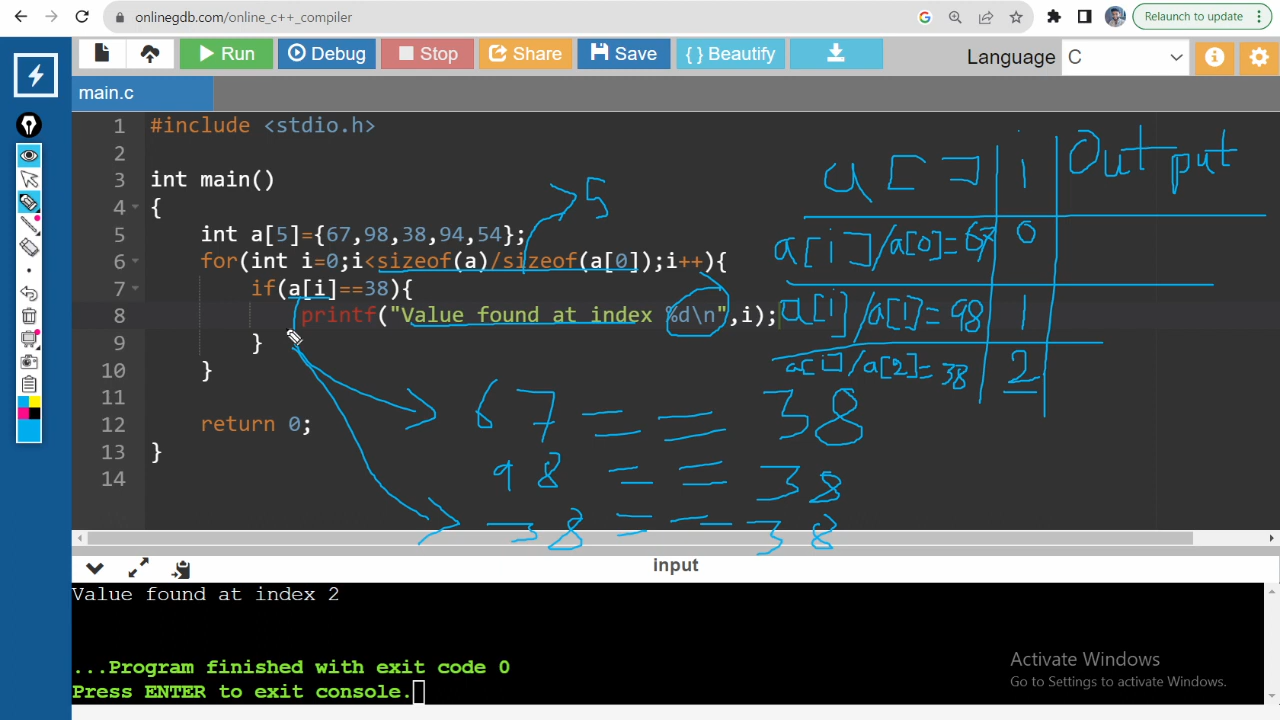 onlinegdb.com/online_c++_compiler
Relaunch to update
Run
Debug
Stop
Share
Save
{ } Beautify
Language
C
main.c
1 #include <stdio.h>
2
3 int main()
4 {
5 int a[5]={67,98,38,94,54};
6 for(int i=0;i<sizeof(a)/sizeof(a[0]);i++){
7 if(a[i]==38){
8 printf("Value found at index %d\n",i);
9 }
10 }
11
12 return 0;
13 }
14
5
a[] i Output
a[i]/a[0]=67 0
a[i]/a[i]=98 1
a[i]/a[2]=38 2
67 == 38
98 == 38
38 == 38
input
Value found at index 2
...Program finished with exit code 0
Press ENTER to exit console.
Activate Windows
Go to Settings to activate Windows.